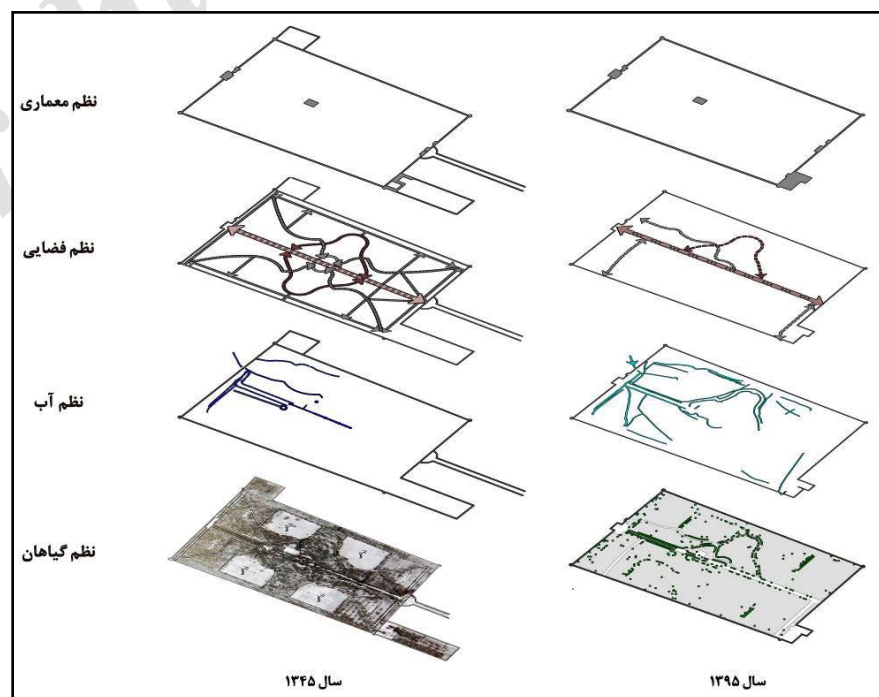 نظم معماری
نظم فضایی
نظم آب
نظم گیاهان
سال ۱۳۴۵
سال ۱۳۹۵